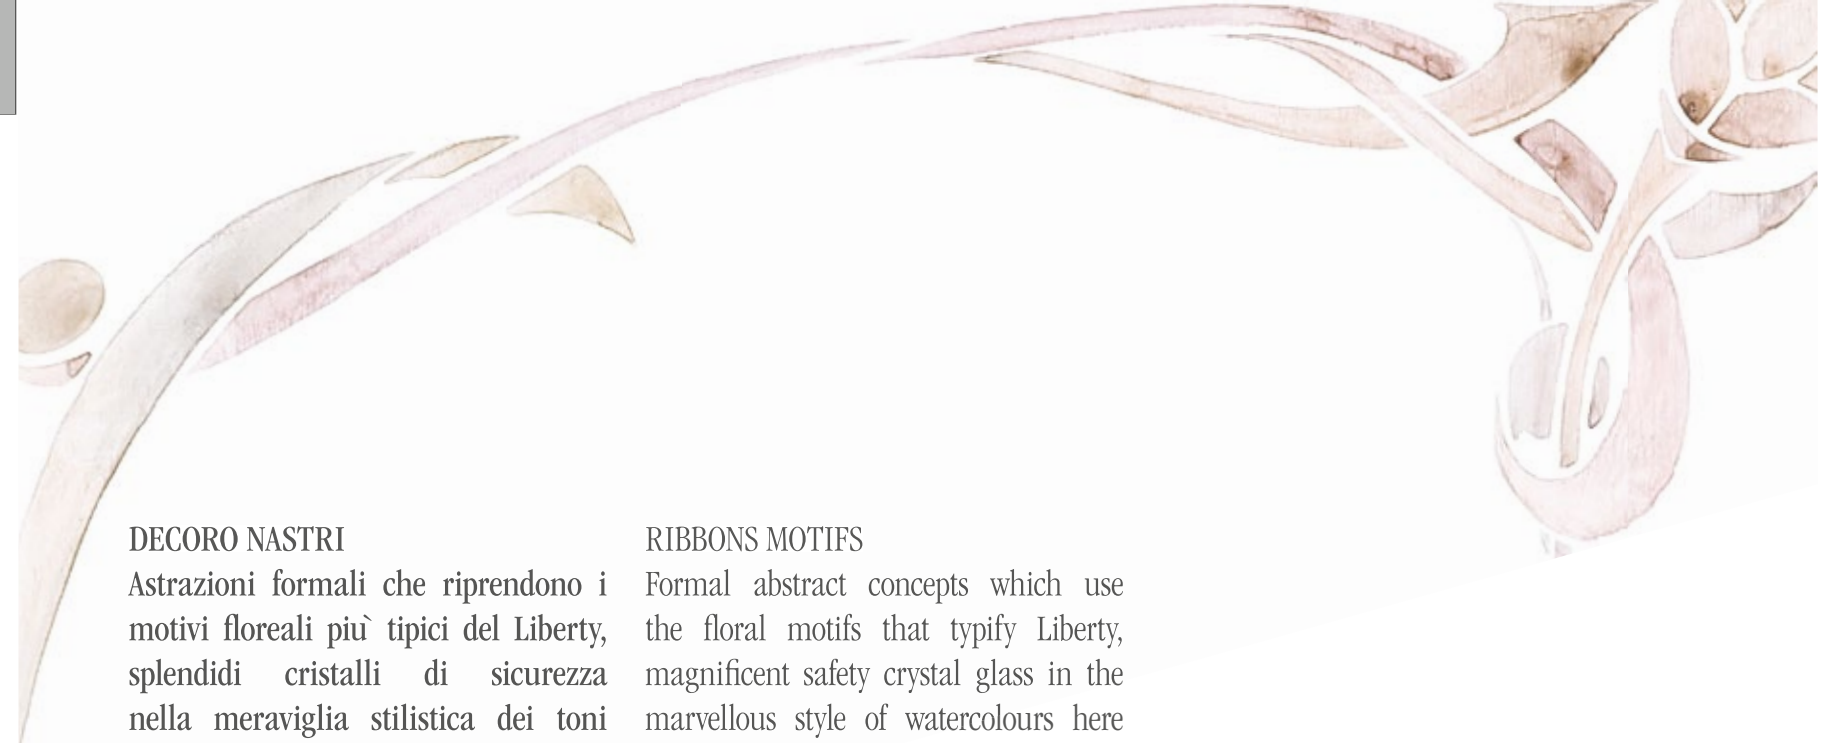 DECORO NASTRI
Astrazioni formali che riprendono i
motivi floreali piu` tipici del Liberty,
splendidi cristalli di sicurezza
nella meraviglia stilistica dei toni
RIBBONS MOTIFS
Formal abstract concepts which use
the floral motifs that typify Liberty,
magnificent safety crystal glass in the
marvellous style of watercolours here